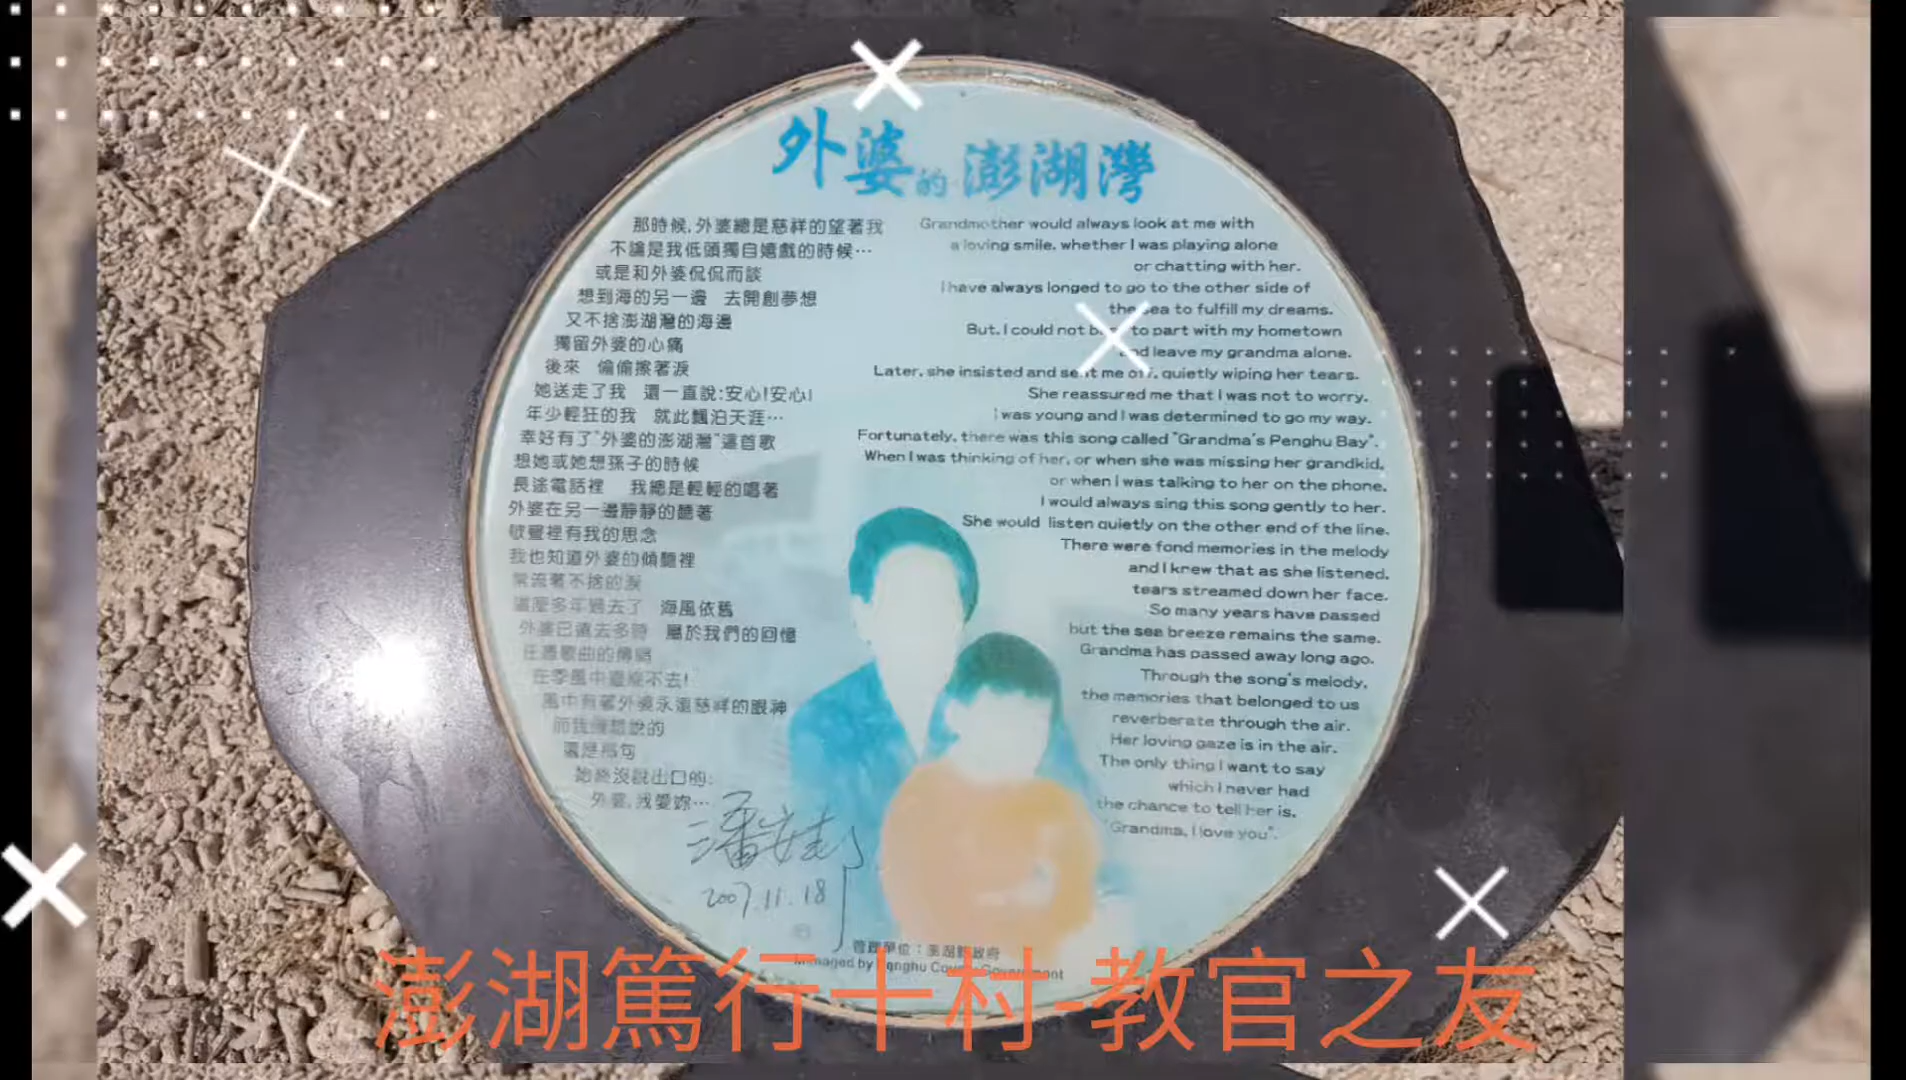 外婆的澎湖灣
那時候,外婆總是慈祥的望著我
不論是我低頭獨自嬉戲的時候…
或是和外婆侃侃而談
想到海的另一邊 去開創夢想
又不捨澎湖灣的海邊
獨留外婆的心痛
後來 偷偷擦著淚
她送走了我 還一直說:安心!安心!
年少輕狂的我 就此飄泊天涯…
幸好有了"外婆的澎湖灣"這首歌
想她或她想孫子的時候
長途電話裡 我總是輕輕的唱著
外婆在另一邊靜靜的聽著
歌聲裡有我的思念
我也知道外婆的傾聽裡
常流著不捨的淚
這麼多年過去了 海風依舊
外婆已遠去多時 屬於我們的回憶
在季風中 不去!
風中有著外婆永遠慈祥的眼神
而我 想說的
還是那句
她 沒說出口的:
外婆,我愛妳…
Grandmother would always look at me with
a loving smile, whether I was playing alone
or chatting with her.
I have always longed to go to the other side of
the sea to fulfill my dreams.
But, I could not to part with my hometown
and leave my grandma alone.
Later, she insisted and sent me off, quietly wiping her tears.
She reassured me that I was not to worry.
I was young and I was determined to go my way.
Fortunately, there was this song called "Grandma's Penghu Bay".
When I was thinking of her, or when she was missing her grandkid,
or when I was talking to her on the phone,
I would always sing this song gently to her.
She would listen quietly on the other end of the line.
There were fond memories in the melody
and I knew that as she listened,
tears streamed down her face.
So many years have passed
but the sea breeze remains the same.
Grandma has passed away long ago.
Through the song's melody,
the memories that belonged to us
reverberate through the air.
Her loving gaze is in the air.
The only thing I want to say
which I never had
the chance to tell her is,
"Grandma, I love you".
潘安邦
2007.11.18
管理單位:澎湖縣政府
Managed by Penghu County Government
澎湖篤行十村-教官之友